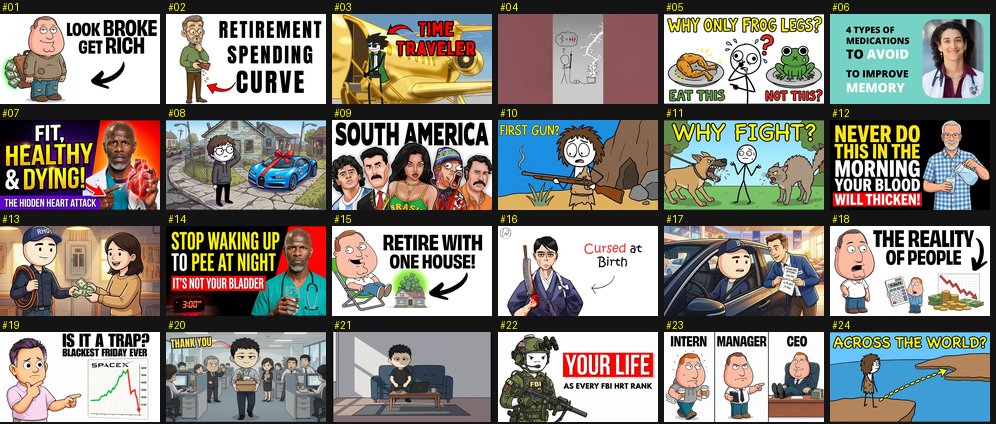 #01
LOOK BROKE
GET RICH
#02
RETIREMENT
SPENDING
CURVE
#03
TIME
TRAVELER
#04
#05
WHY ONLY FROG LEGS?
EAT THIS
NOT THIS?
#06
4 TYPES OF
MEDICATIONS
TO AVOID
TO IMPROVE
MEMORY
#07
FIT,
HEALTHY
& DYING!
THE HIDDEN HEART ATTACK
#08
#09
SOUTH AMERICA
BRASIL
#10
FIRST GUN?
#11
WHY FIGHT?
#12
NEVER DO
THIS IN THE
MORNING
YOUR BLOOD
WILL THICKEN!
#13
RHG
#14
STOP WAKING UP
TO PEE AT NIGHT
IT'S NOT YOUR BLADDER
3:00
#15
RETIRE WITH
ONE HOUSE!
#16
Cursed at
Birth
#17
#18
THE REALITY
OF PEOPLE
#19
IS IT A TRAP?
BLACKEST FRIDAY EVER
SPACEX
#20
THANK YOU
#21
#22
YOUR LIFE
AS EVERY FBI HRT RANK
FBI
#23
INTERN
MANAGER
CEO
#24
ACROSS THE WORLD?